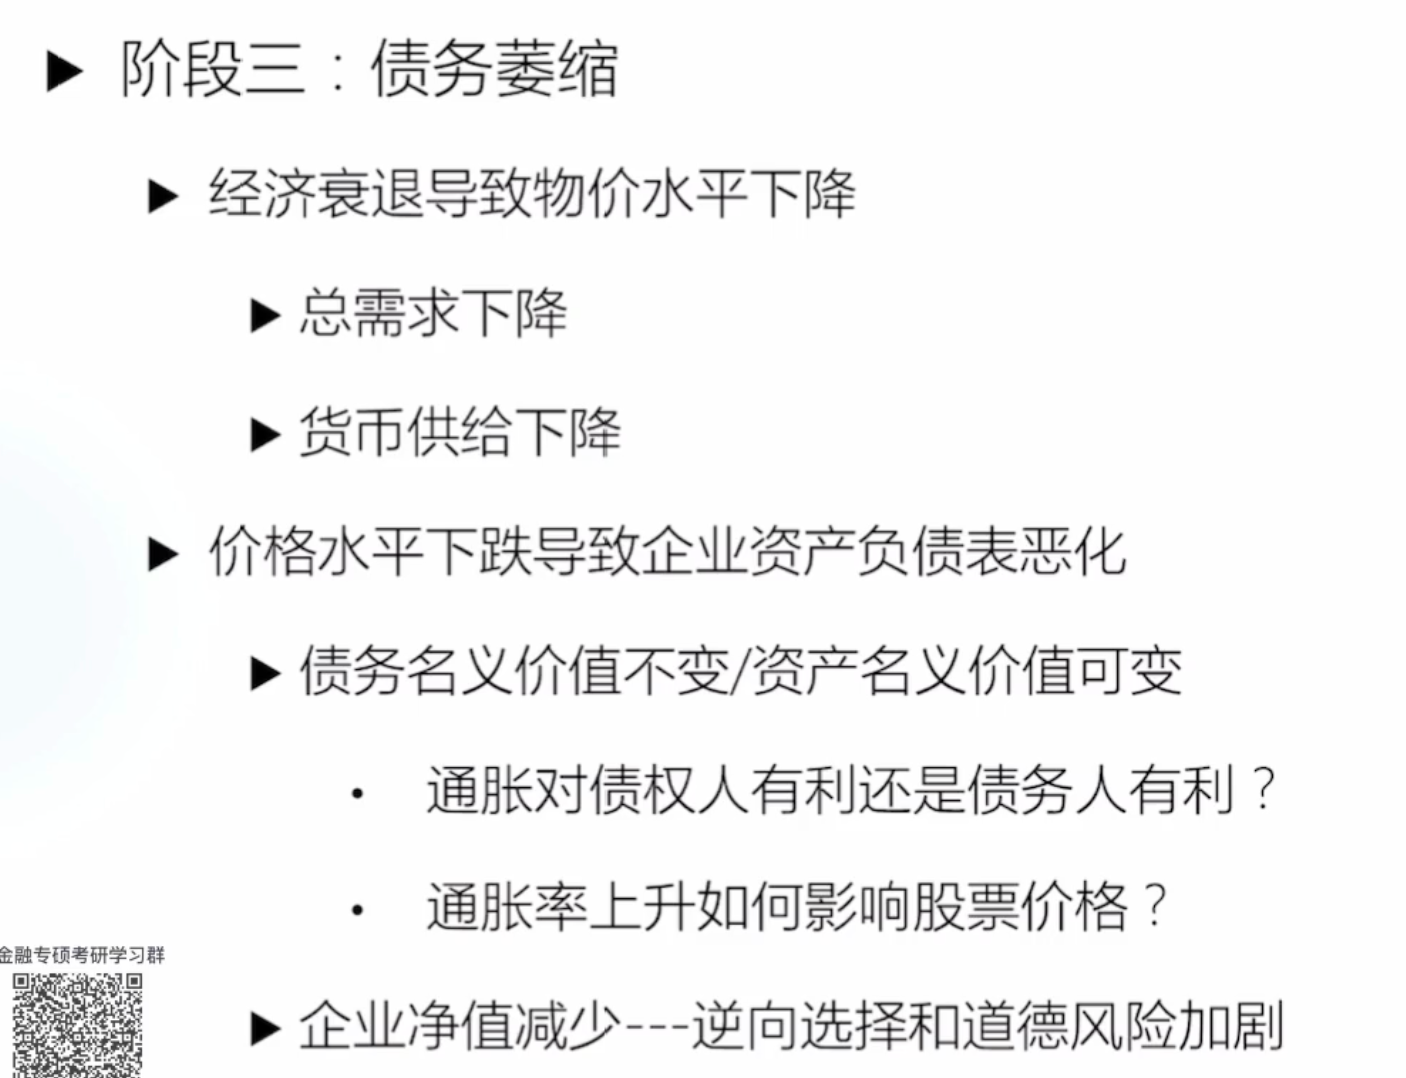 阶段三：债务萎缩
经济衰退导致物价水平下降
总需求下降
货币供给下降
价格水平下跌导致企业资产负债表恶化
债务名义价值不变/资产名义价值可变
通胀对债权人有利还是债务人有利？
通胀率上升如何影响股票价格？
金融专硕考研学习群
企业净值减少---逆向选择和道德风险加剧